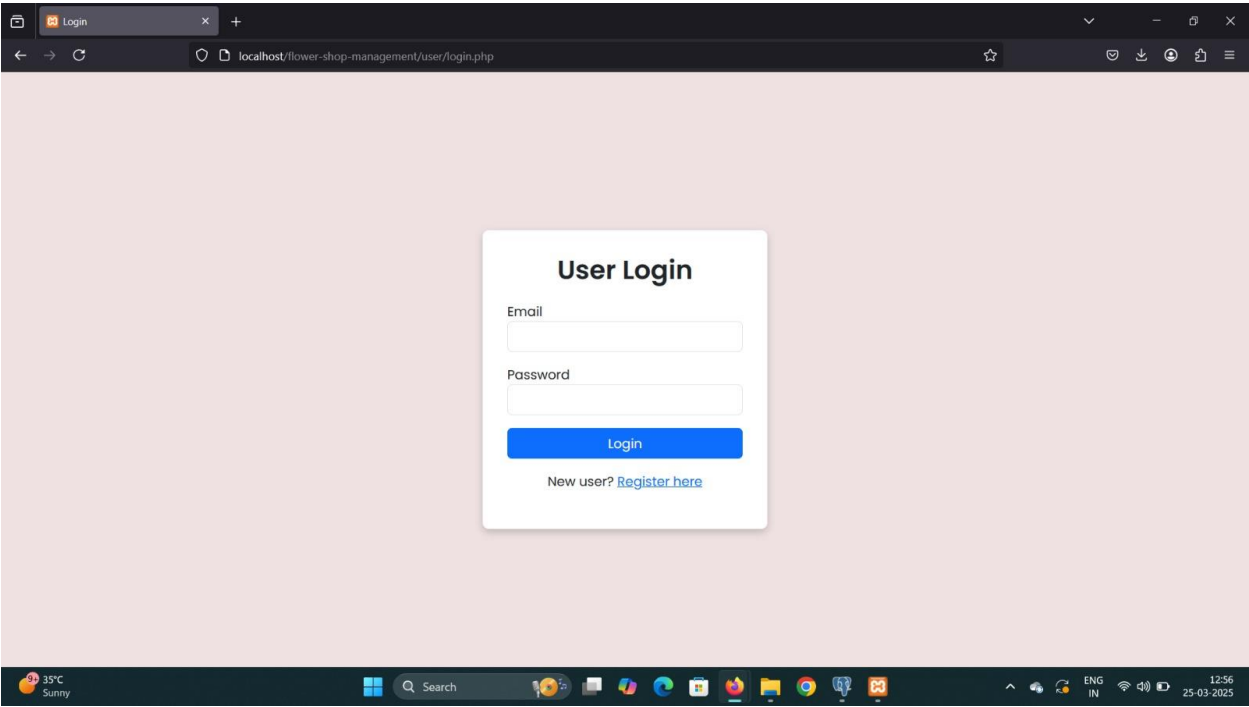 Login
localhost/flower-shop-management/user/login.php
User Login
Email
Password
Login
New user? Register here
9+
35°C
Sunny
Search
ENG
IN
12:56
25-03-2025